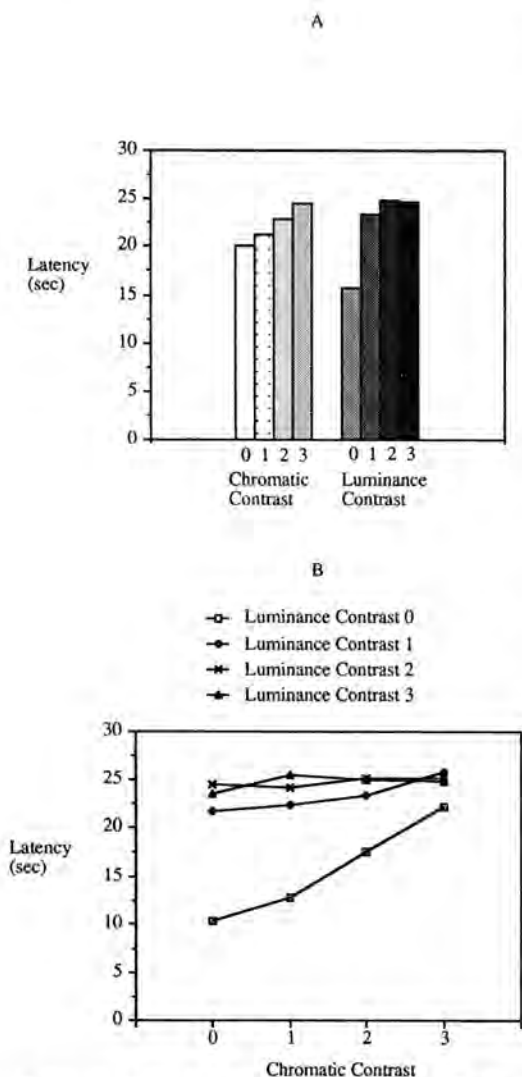 A
30
25
20
15
10
5
0
Latency
(sec)
0 1 2 3 0 1 2 3
Chromatic Luminance
Contrast Contrast
B
Luminance Contrast 0
Luminance Contrast 1
Luminance Contrast 2
Luminance Contrast 3
30
25
20
15
10
5
0
Latency
(sec)
0 1 2 3
Chromatic Contrast